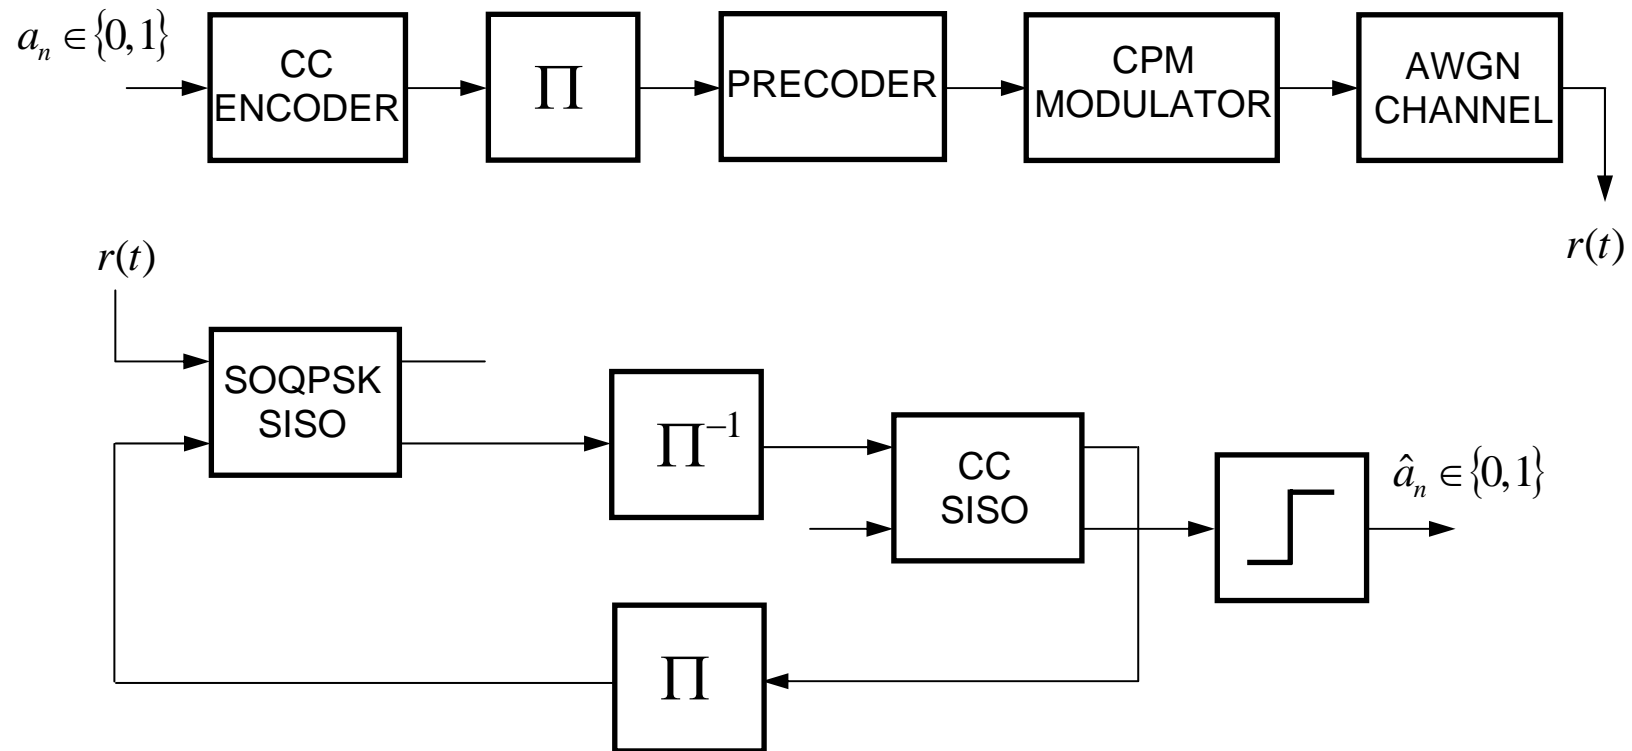 a_n ∈ {0,1}
CC
ENCODER
Π
PRECODER
CPM
MODULATOR
AWGN
CHANNEL
r(t)
r(t)
SOQPSK
SISO
Π⁻¹
CC
SISO
â_n ∈ {0,1}
Π